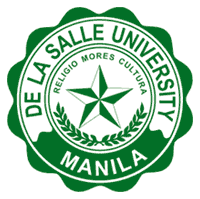 DE LA SALLE UNIVERSITY
RELIGIO MORES CULTURA
MANILA